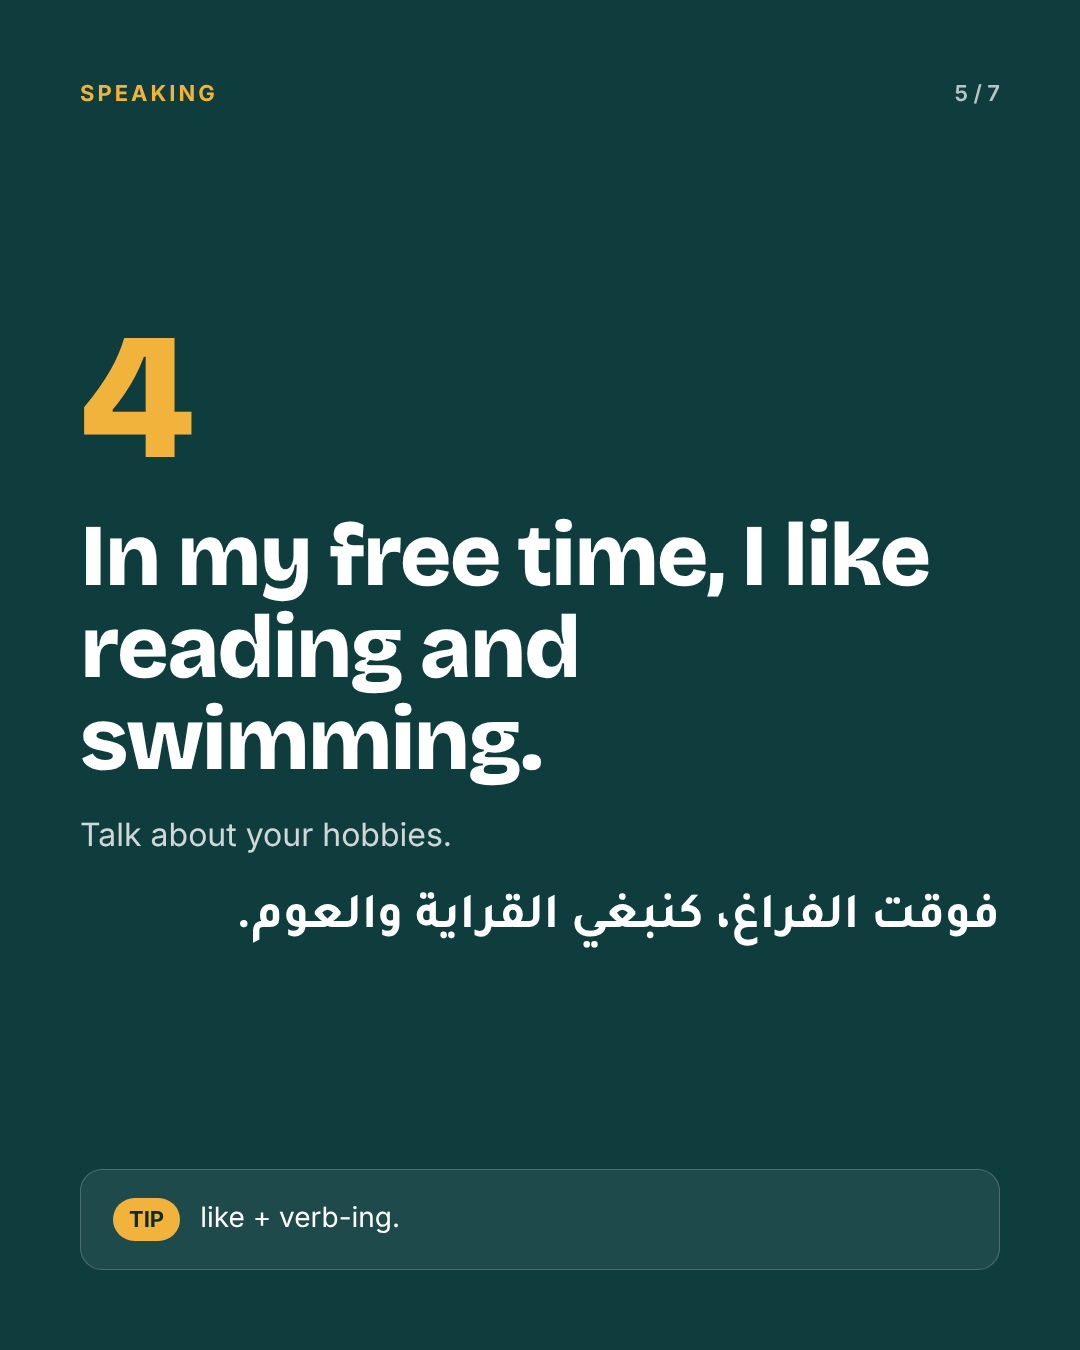 SPEAKING
5 / 7
4
In my free time, I like
reading and
swimming.
Talk about your hobbies.
فوقت الفراغ، كنبغي القراية والعوم.
TIP like + verb-ing.